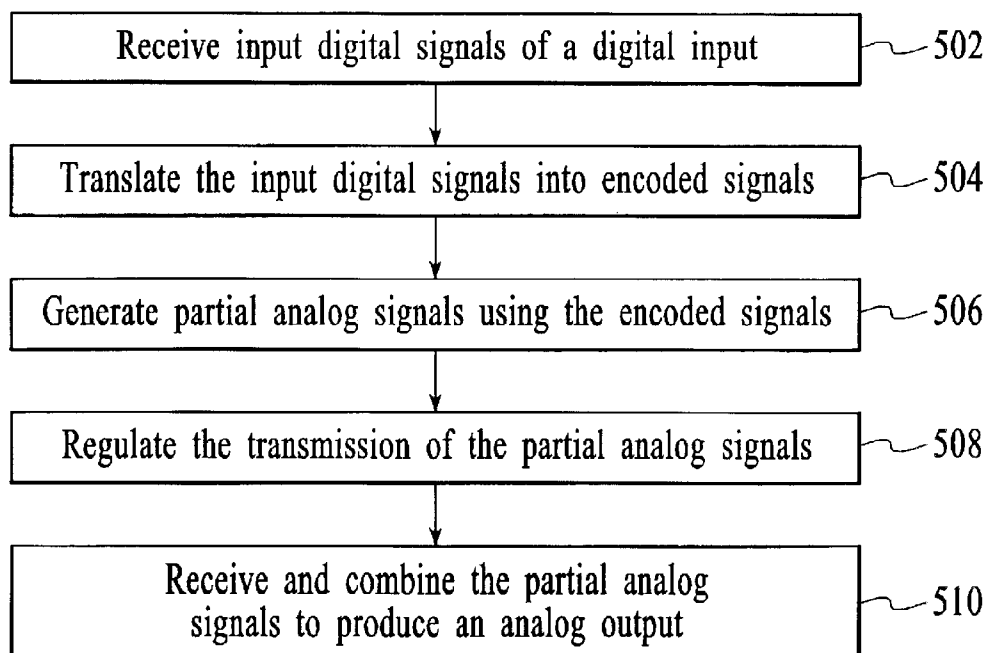 Receive input digital signals of a digital input 502
Translate the input digital signals into encoded signals 504
Generate partial analog signals using the encoded signals 506
Regulate the transmission of the partial analog signals 508
Receive and combine the partial analog
signals to produce an analog output 510